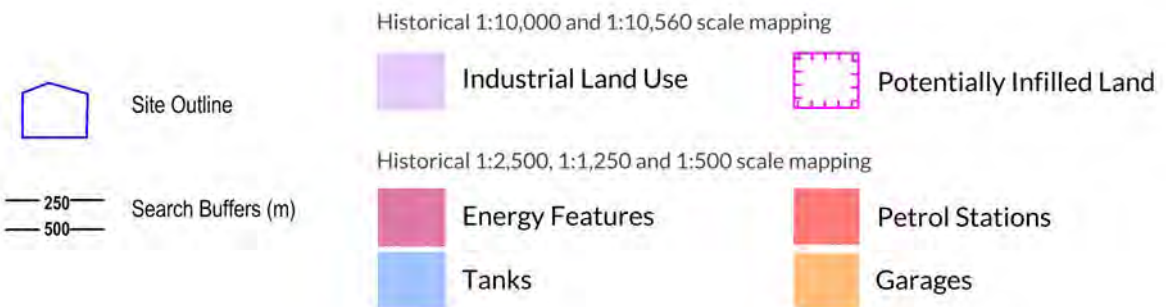 Historical 1:10,000 and 1:10,560 scale mapping
Industrial Land Use
Potentially Infilled Land
Site Outline
Historical 1:2,500, 1:1,250 and 1:500 scale mapping
250
500
Search Buffers (m)
Energy Features
Petrol Stations
Tanks
Garages